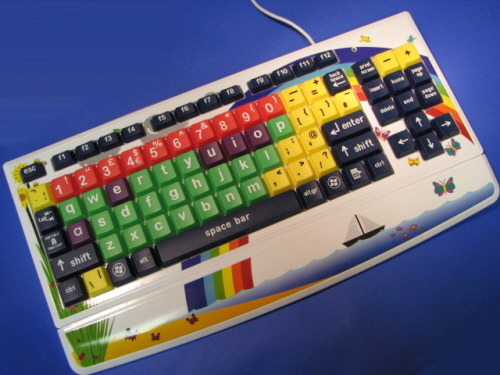 esc f1 f2 f3 f4 f5 f6 f7 f8 f9 f10 f11 f12
1 2 3 4 5 6 7 8 9 0 - + = back space
q w e r t y u i o p { [ } ] enter
a s d f g h j k l : ; @
shift z x c v b n m < , > . ? / shift
ctrl \ | alt space bar alt gr ctrl
prnt screen - +
insert home page up
delete end page down